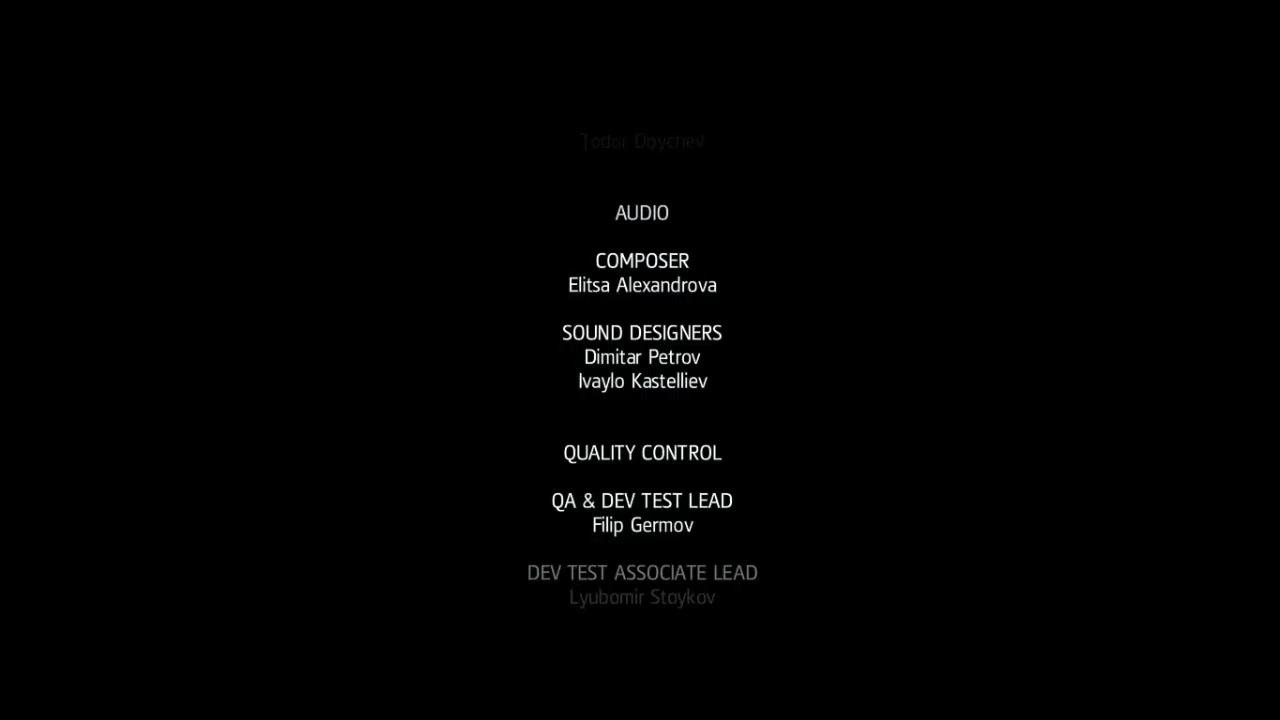 Todor Doychev
AUDIO
COMPOSER
Elitsa Alexandrova
SOUND DESIGNERS
Dimitar Petrov
Ivaylo Kastelliev
QUALITY CONTROL
QA & DEV TEST LEAD
Filip Germov
DEV TEST ASSOCIATE LEAD
Lyubomir Stoykov